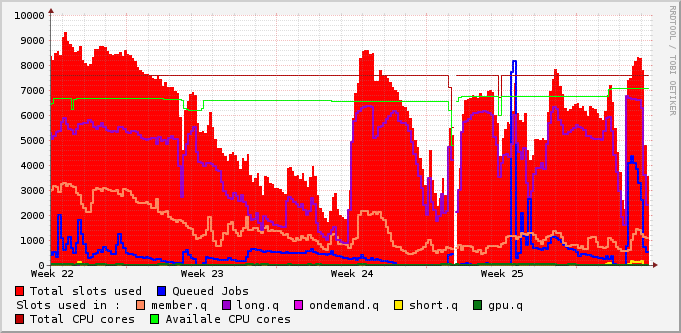 10000
9000
8000
7000
6000
5000
4000
3000
2000
1000
0
Week 22 Week 23 Week 24 Week 25
RRDTOOL / TOBI OETIKER
Total slots used Queued Jobs
Slots used in : member.q long.q ondemand.q short.q gpu.q
Total CPU cores Availale CPU cores